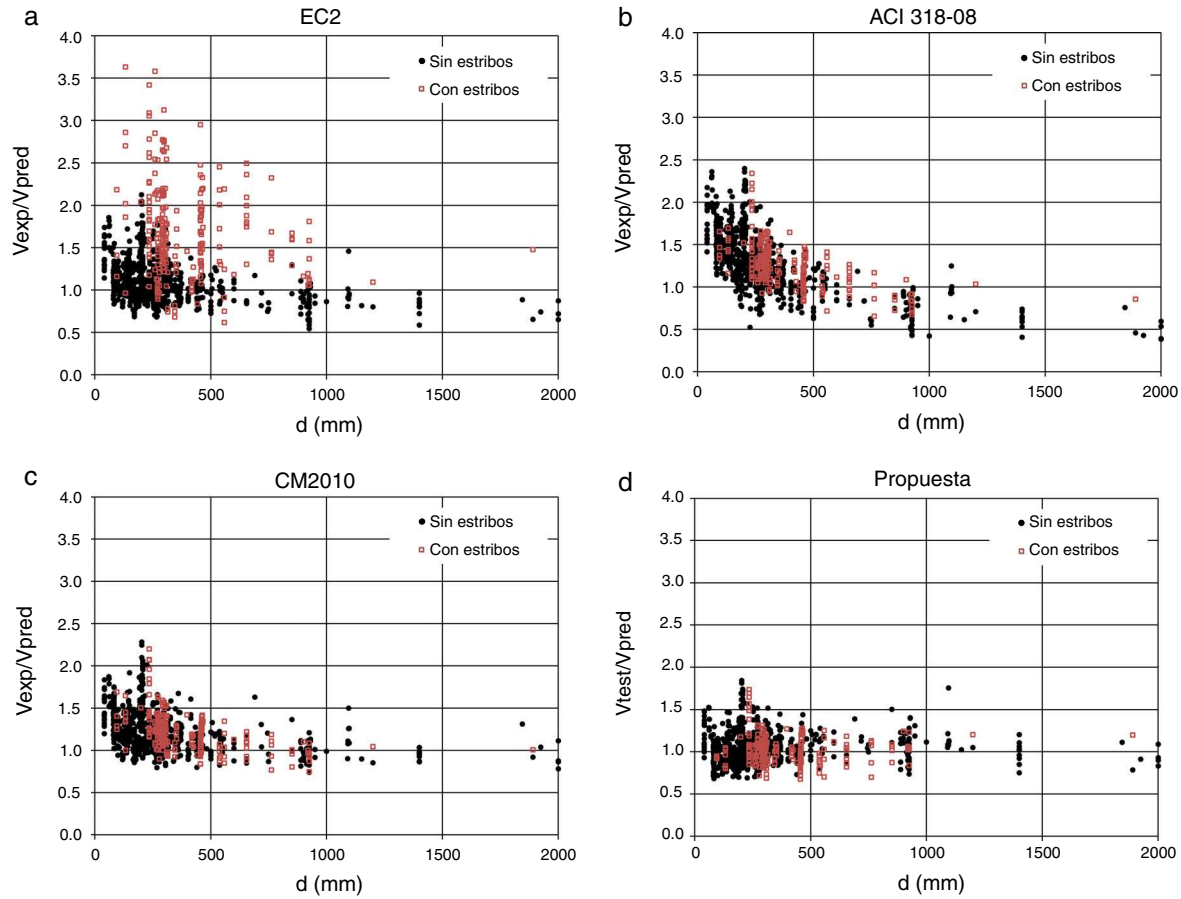 a
EC2
4.0
3.5
3.0
2.5
2.0
1.5
1.0
0.5
0.0
Vexp/Vpred
Sin estribos
Con estribos
0 500 1000 1500 2000
d (mm)
b
ACI 318-08
4.0
3.5
3.0
2.5
2.0
1.5
1.0
0.5
0.0
Vexp/Vpred
Sin estribos
Con estribos
0 500 1000 1500 2000
d (mm)
c
CM2010
4.0
3.5
3.0
2.5
2.0
1.5
1.0
0.5
0.0
Vexp/Vpred
Sin estribos
Con estribos
0 500 1000 1500 2000
d (mm)
d
Propuesta
4.0
3.5
3.0
2.5
2.0
1.5
1.0
0.5
0.0
Vtest/Vpred
Sin estribos
Con estribos
0 500 1000 1500 2000
d (mm)